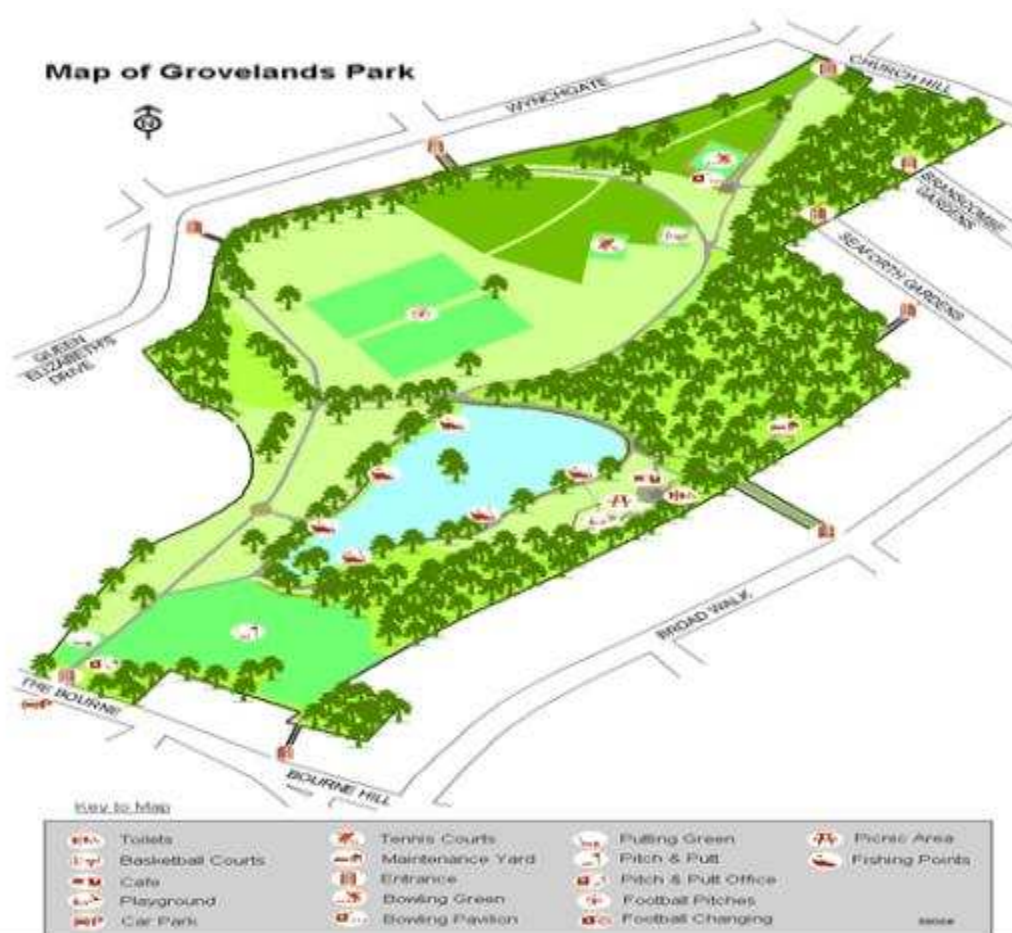 Map of Grovelands Park
N
WYNCHGATE
CHURCH HILL
BRANSCOMBE
GARDENS
SEAFORTH GARDENS
QUEEN
ELIZABETH'S
DRIVE
BROAD WALK
THE BOURNE
BOURNE HILL
Key to Map
Toilets
Basketball Courts
Cafe
Playground
Car Park
Tennis Courts
Maintenance Yard
Entrance
Bowling Green
Bowling Pavilion
Putting Green
Pitch & Putt
Pitch & Putt Office
Football Pitches
Football Changing
Picnic Area
Fishing Points